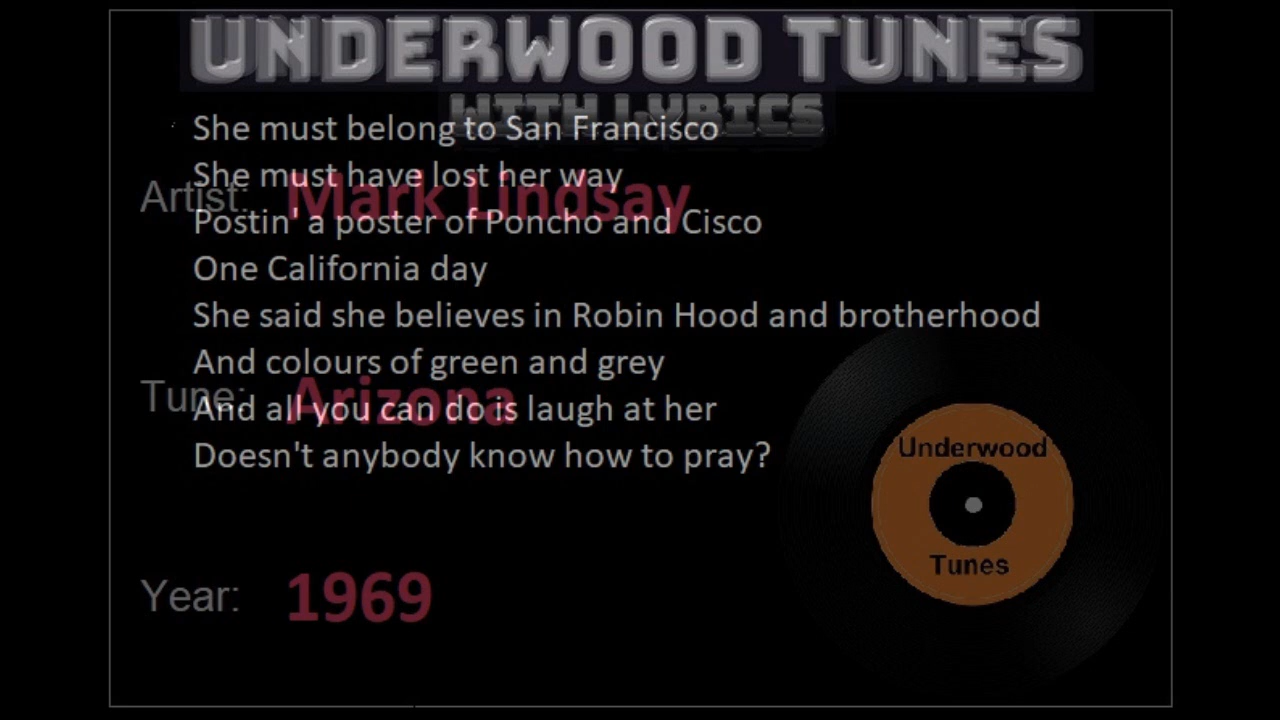 UNDERWOOD TUNES
WITH LYRICS
She must belong to San Francisco
She must have lost her way
Artist: Mark Lindsay
Postin' a poster of Poncho and Cisco
One California day
She said she believes in Robin Hood and brotherhood
And colours of green and grey
Tune: Arizona
And all you can do is laugh at her
Doesn't anybody know how to pray?
Underwood
Tunes
Year: 1969